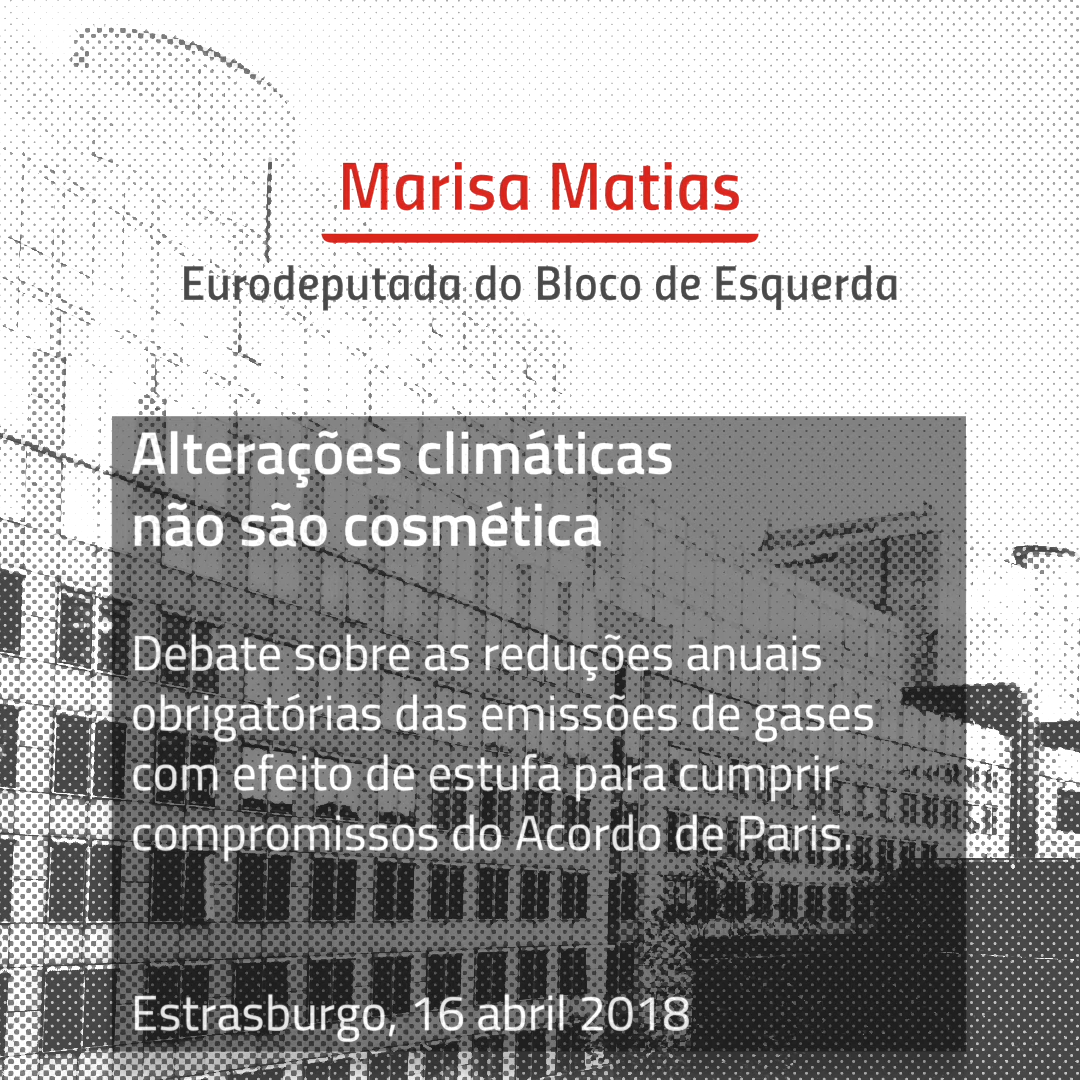 Marisa Matias
Eurodeputada do Bloco de Esquerda
Alterações climáticas
não são cosmética
Debate sobre as reduções anuais
obrigatórias das emissões de gases
com efeito de estufa para cumprir
compromissos do Acordo de Paris.
Estrasburgo, 16 abril 2018